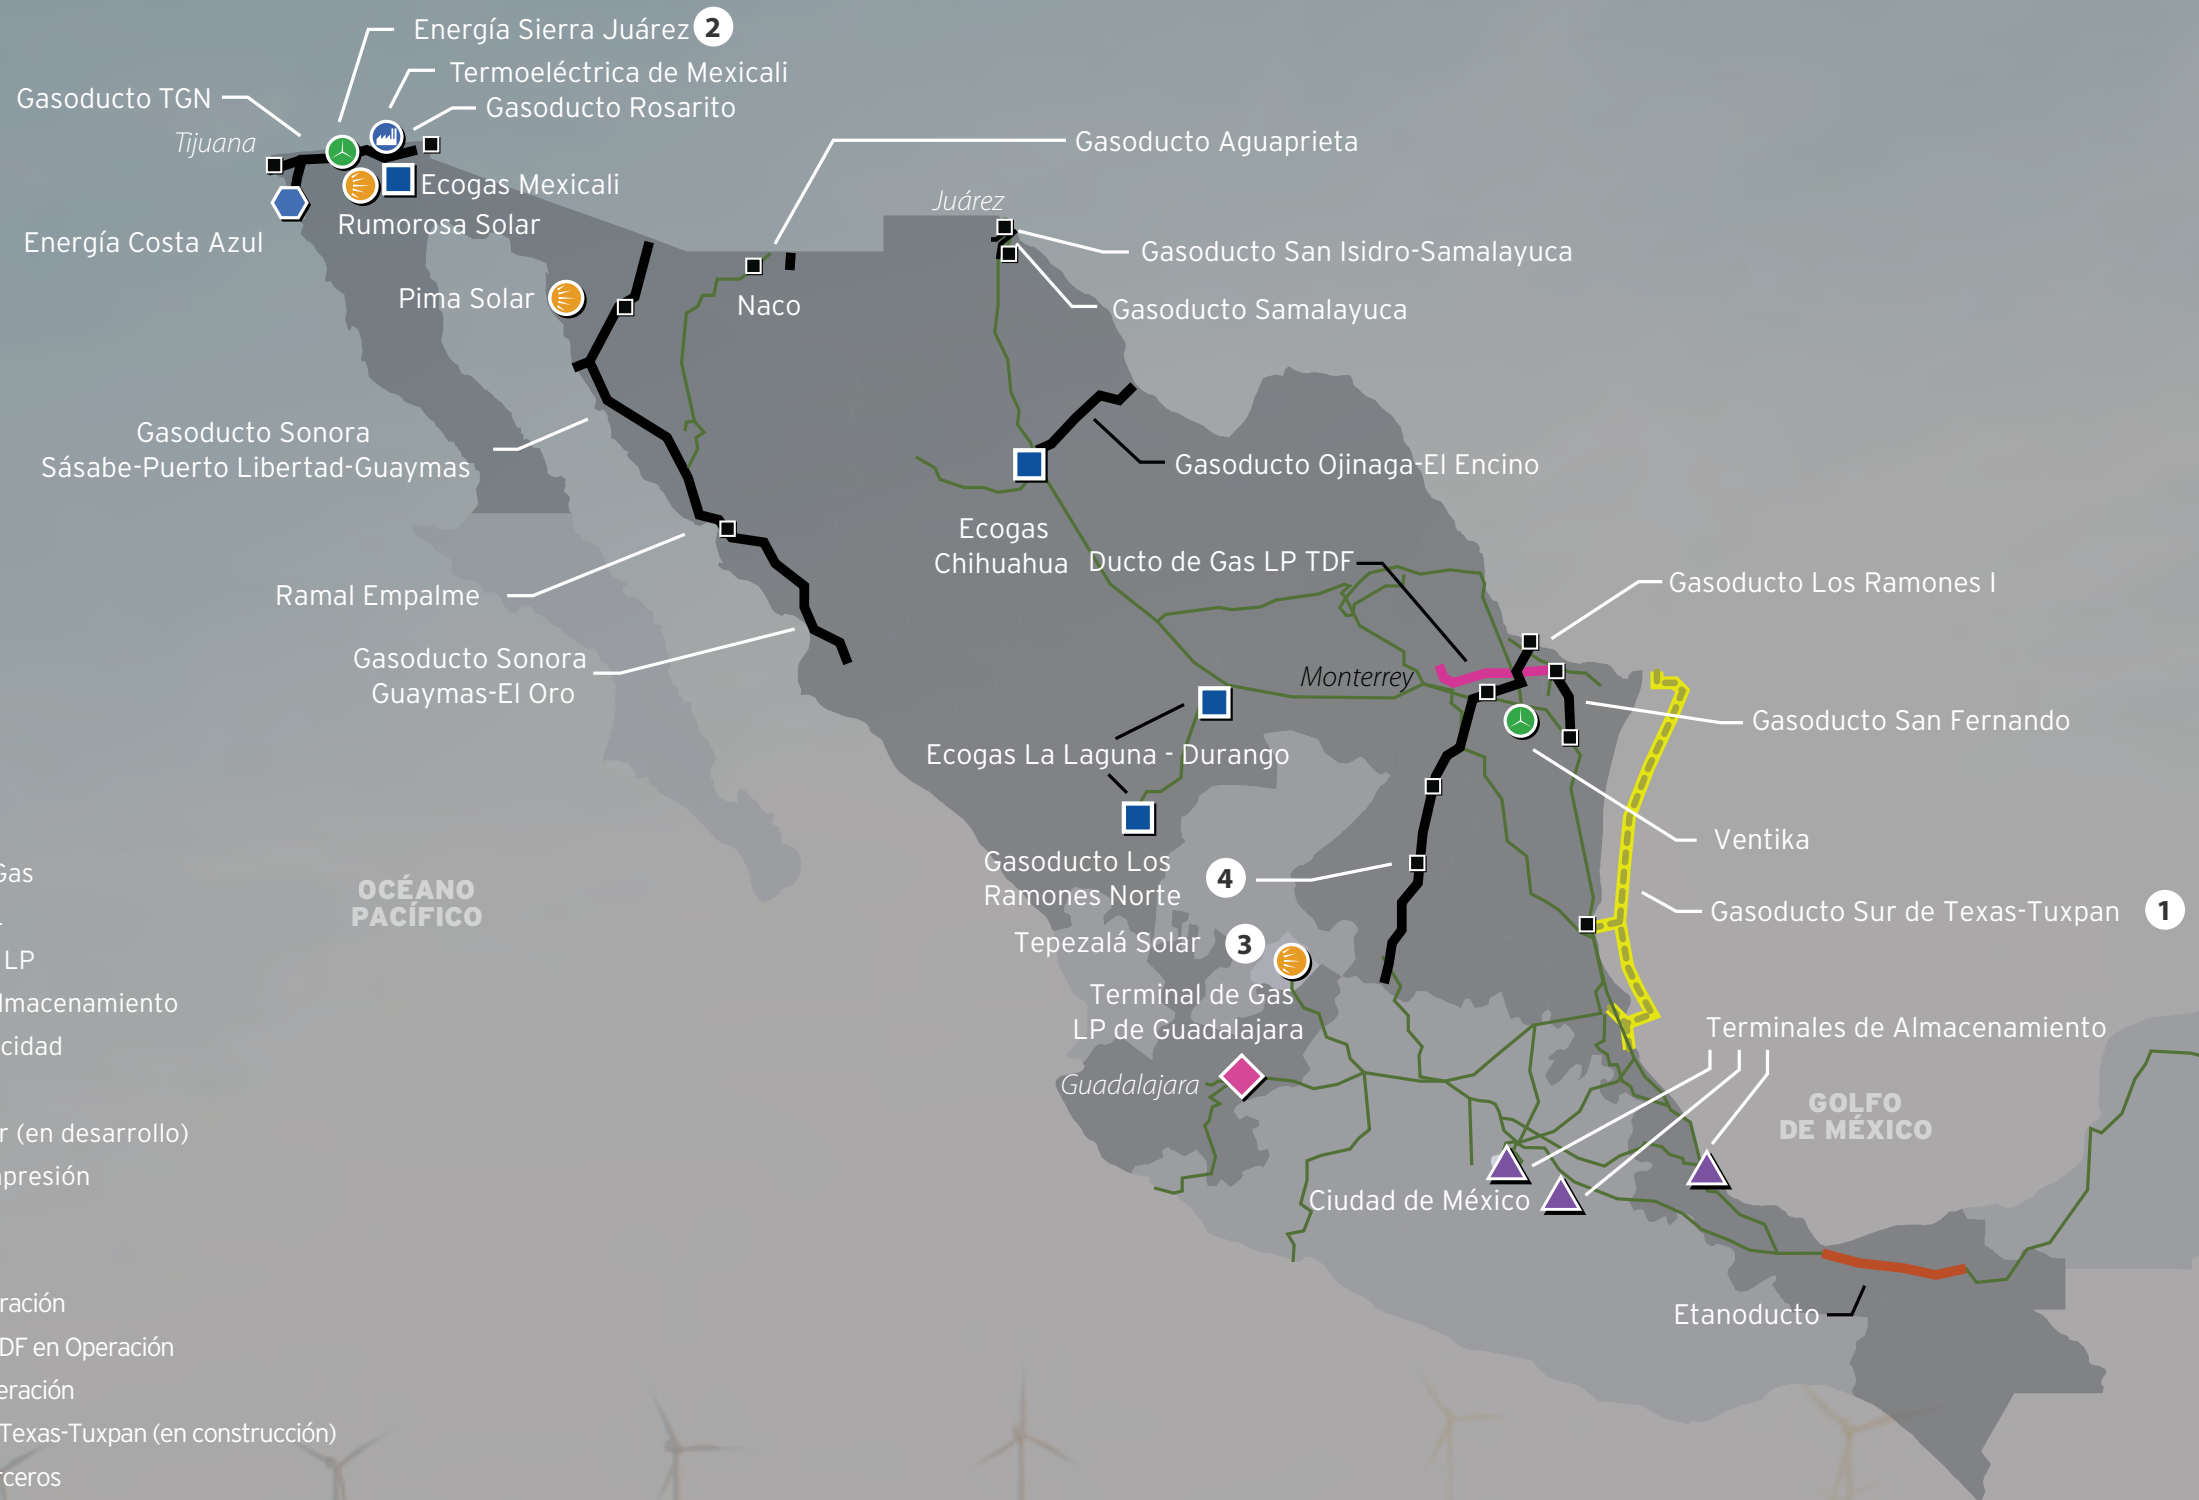 Energía Sierra Juárez 2
Termoeléctrica de Mexicali
Gasoducto TGN
Gasoducto Rosarito
Tijuana
Ecogas Mexicali
Rumorosa Solar
Energía Costa Azul
Gasoducto Aguaprieta
Juárez
Gasoducto San Isidro-Samalayuca
Pima Solar
Naco
Gasoducto Samalayuca
Gasoducto Sonora
Sásabe-Puerto Libertad-Guaymas
Gasoducto Ojinaga-El Encino
Ecogas
Chihuahua
Ducto de Gas LP TDF
Ramal Empalme
Gasoducto Los Ramones I
Gasoducto Sonora
Guaymas-El Oro
Monterrey
Gasoducto San Fernando
Ecogas La Laguna - Durango
Ventika
Gasoducto Los
Ramones Norte
4
OCÉANO
PACÍFICO
Gasoducto Sur de Texas-Tuxpan 1
Tepezalá Solar 3
Terminal de Gas
LP de Guadalajara
Terminales de Almacenamiento
Guadalajara
GOLFO
DE MÉXICO
Ciudad de México
Etanoducto
Gas
LP
lmacenamiento
cidad
r (en desarrollo)
presión
ración
DF en Operación
eración
Texas-Tuxpan (en construcción)
rceros